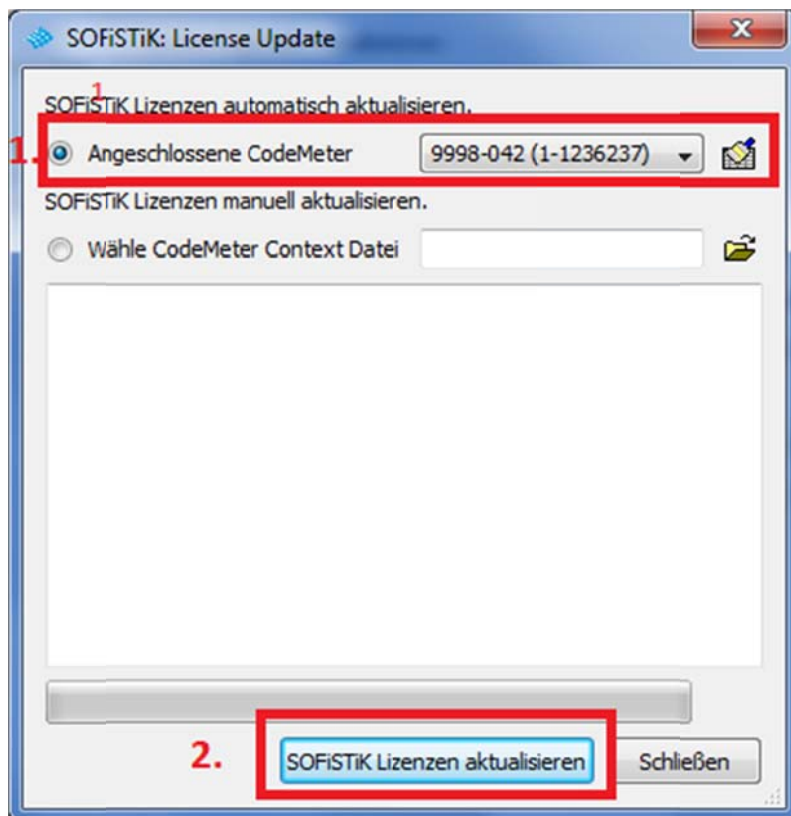 SOFiSTiK: License Update
1
SOFiSTiK Lizenzen automatisch aktualisieren.
1. Angeschlossene CodeMeter 9998-042 (1-1236237)
SOFiSTiK Lizenzen manuell aktualisieren.
Wähle CodeMeter Context Datei
2. SOFiSTiK Lizenzen aktualisieren Schließen